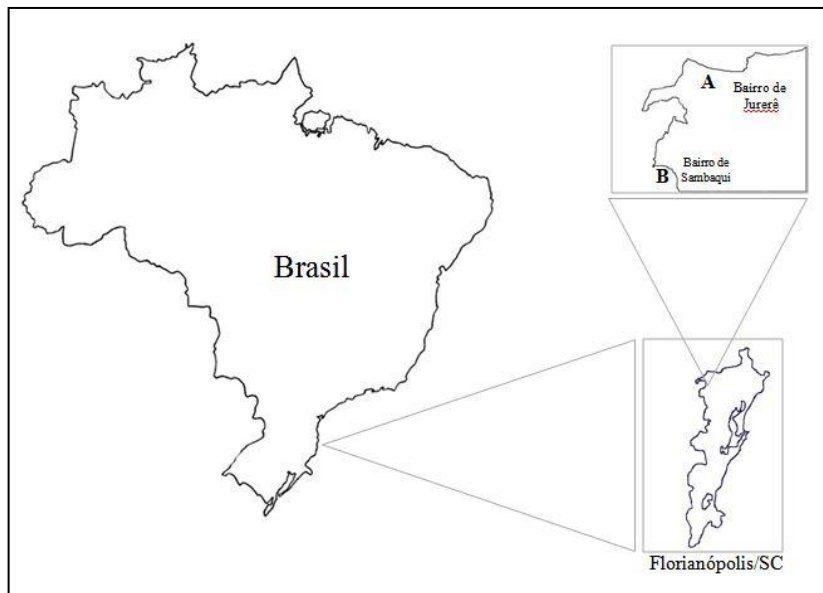 Brasil
A
Bairro de
Jurerê
B
Bairro de
Sambaqui
Florianópolis/SC